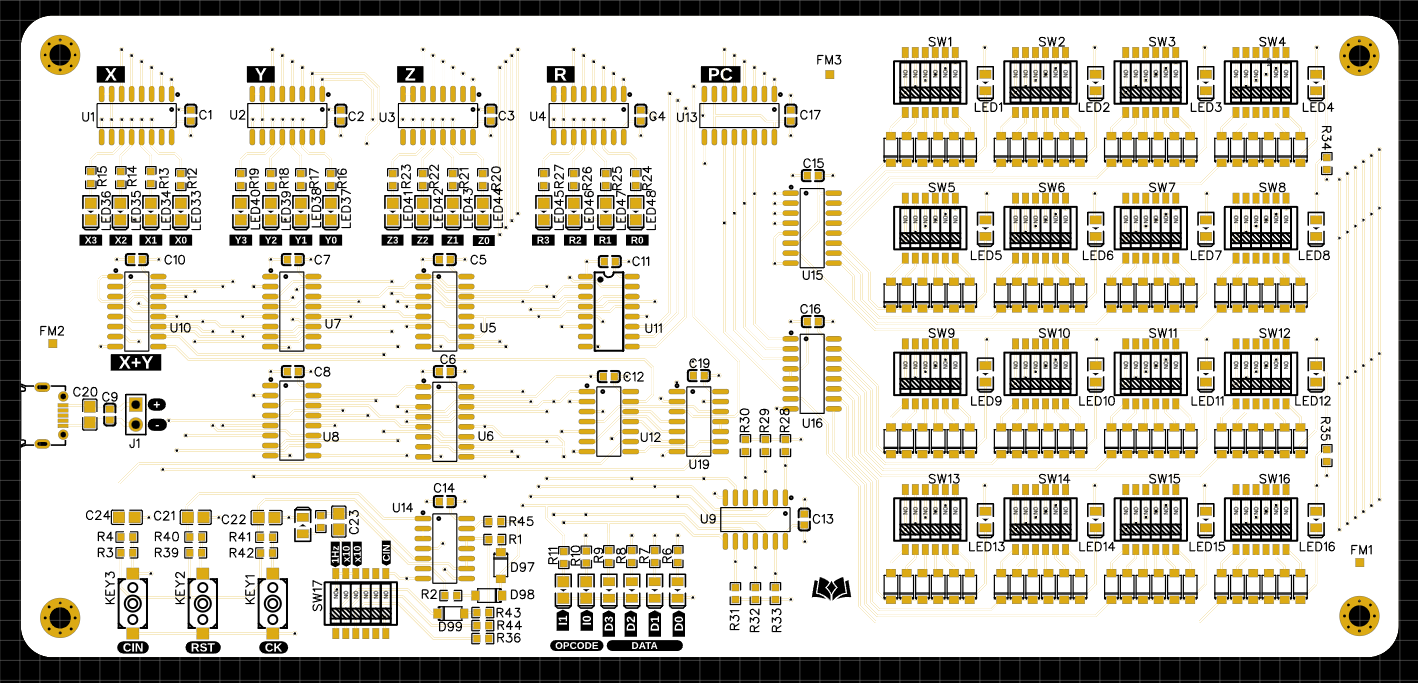 SW1 SW2 SW3 SW4
FM3
X Y Z R PC
LED1 LED2 LED3 LED4
U1 C1 U2 C2 U3 C3 U4 C4 U13 C17
R34
C15
R15 R14 R13 R12 R19 R18 R17 R16 R23 R22 R21 R20 R27 R26 R25 R24
LED36 LED35 LED34 LED33 LED40 LED39 LED38 LED37 LED41 LED42 LED43 LED44 LED45 LED46 LED47 LED48
SW5 SW6 SW7 SW8
X3 X2 X1 X0 Y3 Y2 Y1 Y0 Z3 Z2 Z1 Z0 R3 R2 R1 R0
LED5 LED6 LED7 LED8
C10 C7 C5 C11
U15
C16
U10 U7 U5 U11
FM2
SW9 SW10 SW11 SW12
X+Y
C6 C19
C8 C12
C20 C9 +
-
J1
LED9 LED10 LED11 LED12
R30 R29 R28
U16
R35
U8 U6 U12
U19
SW13 SW14 SW15 SW16
C14
U14
C24 C21 C22 C23
U9 C13
R45
R4 R40 R41
R1
R3 R39 R42
1Hz X10 X10 CIN
R11 R10 R9 R8 R7 R6
LED13 LED14 LED15 LED16
FM1
D97
KEY3 KEY2 KEY1
SW17
R2 D98
R43
D99 R44
R36
I1 I0 D3 D2 D1 D0
R31 R32 R33
CIN RST CK
OPCODE DATA